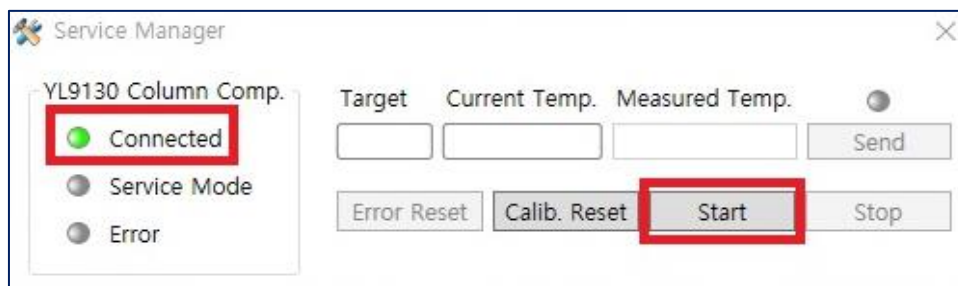 Service Manager
YL9130 Column Comp.
Connected
Service Mode
Error
Target Current Temp. Measured Temp.
Send
Error Reset Calib. Reset Start Stop